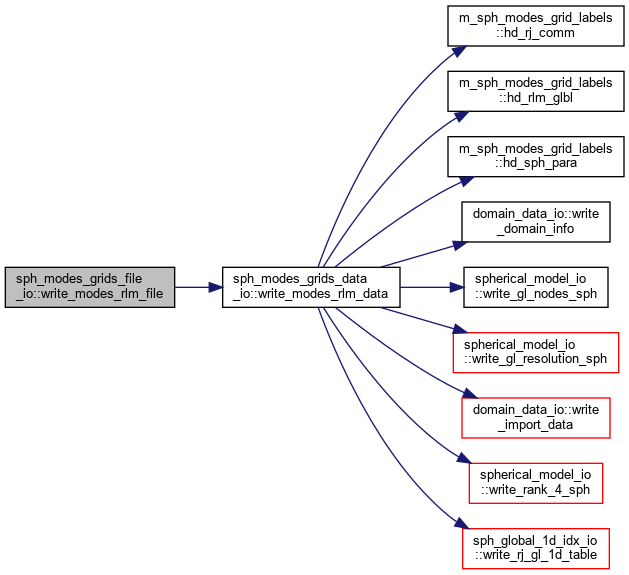 m_sph_modes_grid_labels
::hd_rj_comm
m_sph_modes_grid_labels
::hd_rlm_glbl
m_sph_modes_grid_labels
::hd_sph_para
domain_data_io::write
_domain_info
sph_modes_grids_file
_io::write_modes_rlm_file
sph_modes_grids_data
_io::write_modes_rlm_data
spherical_model_io
::write_gl_nodes_sph
spherical_model_io
::write_gl_resolution_sph
domain_data_io::write
_import_data
spherical_model_io
::write_rank_4_sph
sph_global_1d_idx_io
::write_rj_gl_1d_table